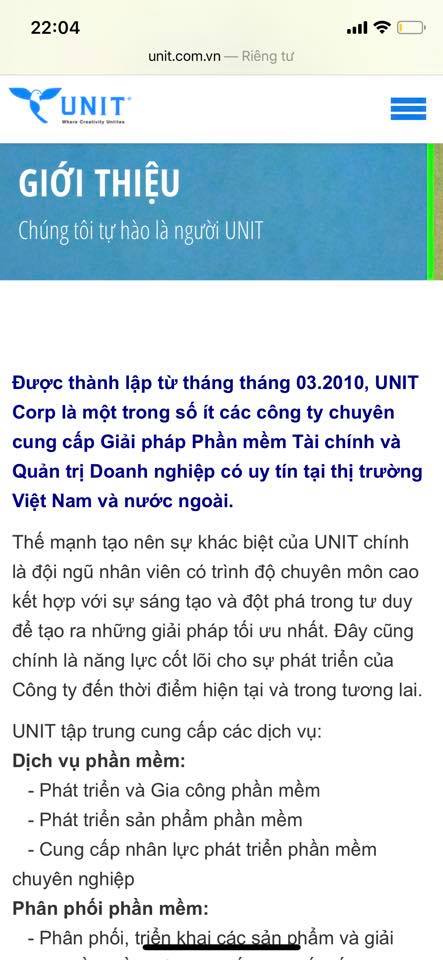 22:04
unit.com.vn — Riêng tư
UNIT®
Where Creativity Unites
GIỚI THIỆU
Chúng tôi tự hào là người UNIT
Được thành lập từ tháng tháng 03.2010, UNIT
Corp là một trong số ít các công ty chuyên
cung cấp Giải pháp Phần mềm Tài chính và
Quản trị Doanh nghiệp có uy tín tại thị trường
Việt Nam và nước ngoài.
Thế mạnh tạo nên sự khác biệt của UNIT chính
là đội ngũ nhân viên có trình độ chuyên môn cao
kết hợp với sự sáng tạo và đột phá trong tư duy
để tạo ra những giải pháp tối ưu nhất. Đây cũng
chính là năng lực cốt lõi cho sự phát triển của
Công ty đến thời điểm hiện tại và trong tương lai.
UNIT tập trung cung cấp các dịch vụ:
Dịch vụ phần mềm:
- Phát triển và Gia công phần mềm
- Phát triển sản phẩm phần mềm
- Cung cấp nhân lực phát triển phần mềm
chuyên nghiệp
Phân phối phần mềm:
- Phân phối, triển khai các sản phẩm và giải